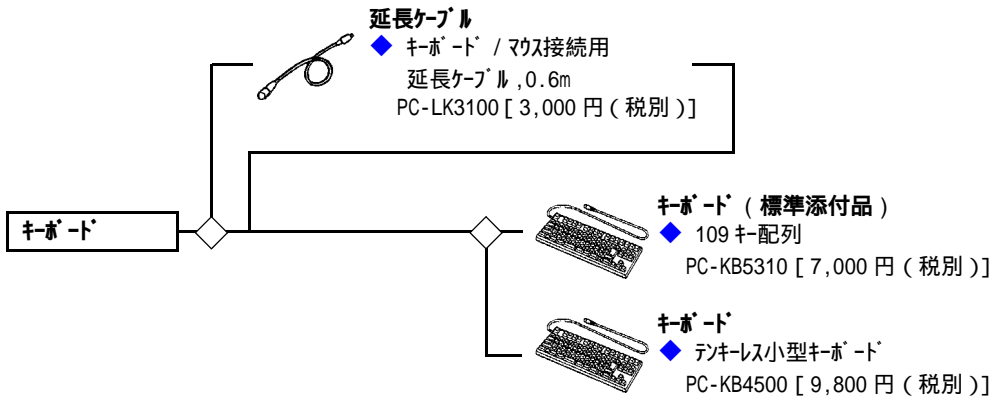 延長ｹｰﾌﾞﾙ
◆ ｷｰﾎﾞｰﾄﾞ / ﾏｳｽ接続用
延長ｹｰﾌﾞﾙ ,0.6m
PC-LK3100 [ 3,000 円 ( 税別 )]
ｷｰﾎﾞｰﾄﾞ
ｷｰﾎﾞｰﾄﾞ ( 標準添付品 )
◆ 109 ｷｰ配列
PC-KB5310 [ 7,000 円 ( 税別 )]
ｷｰﾎﾞｰﾄﾞ
◆ ﾃﾝｷｰﾚｽ小型ｷｰﾎﾞｰﾄﾞ
PC-KB4500 [ 9,800 円 ( 税別 )]